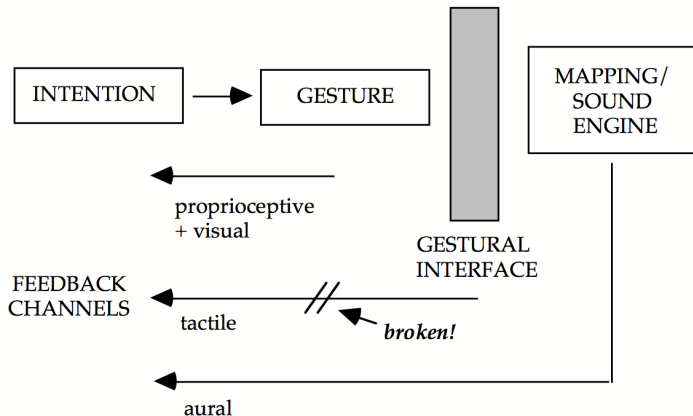 INTENTION
GESTURE
MAPPING/
SOUND
ENGINE
proprioceptive
+ visual
GESTURAL
INTERFACE
FEEDBACK
CHANNELS
tactile
broken!
aural